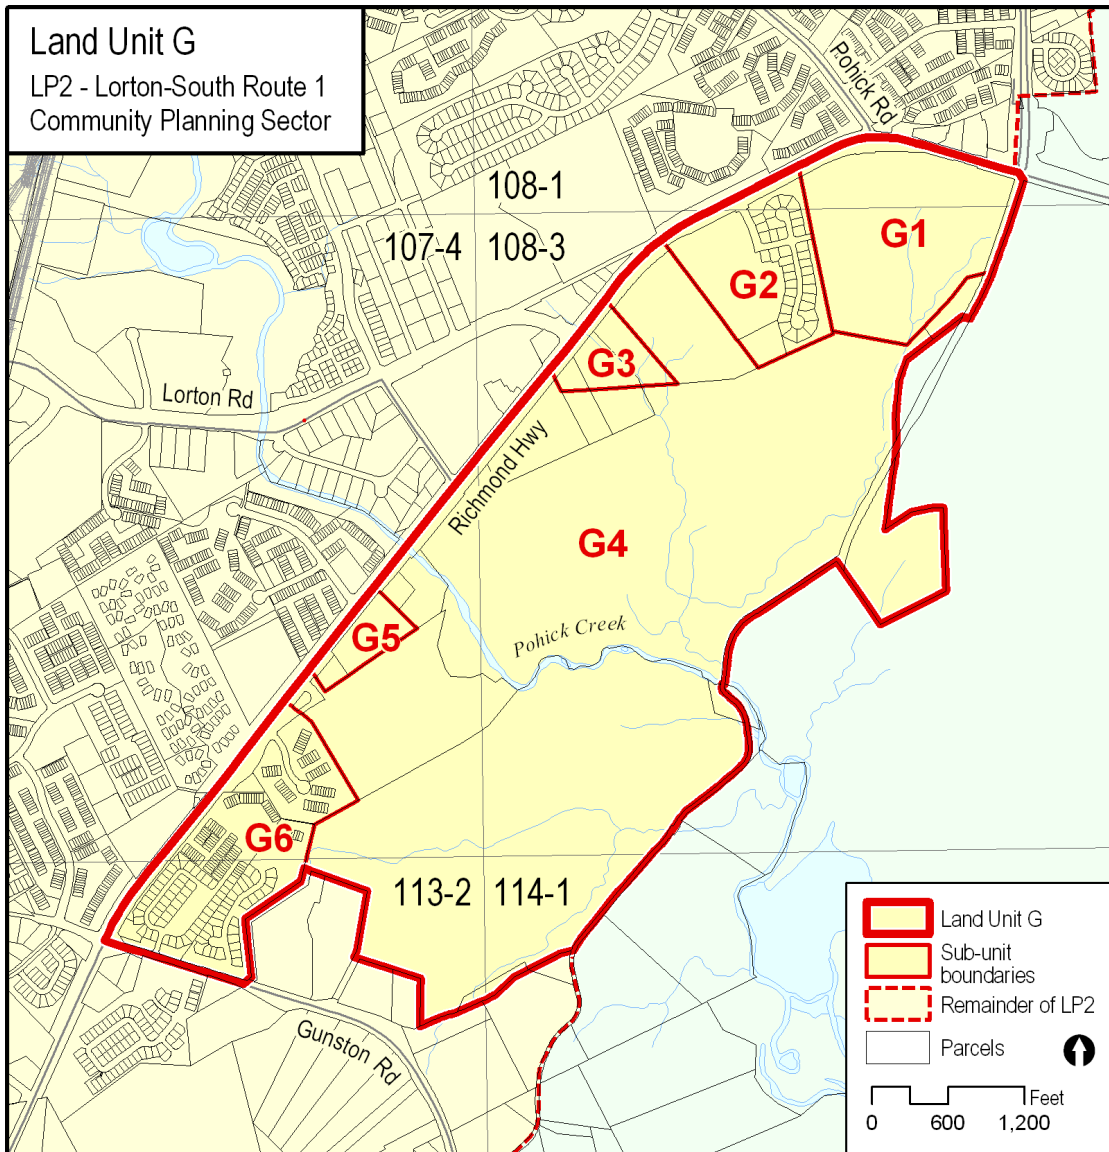 Land Unit G
LP2 - Lorton-South Route 1
Community Planning Sector
Pohick Rd
108-1
107-4
108-3
G1
G2
G3
Lorton Rd
Richmond Hwy
G4
Pohick Creek
G5
G6
113-2
114-1
Gunston Rd
Land Unit G
Sub-unit
boundaries
Remainder of LP2
Parcels
Feet
0 600 1,200